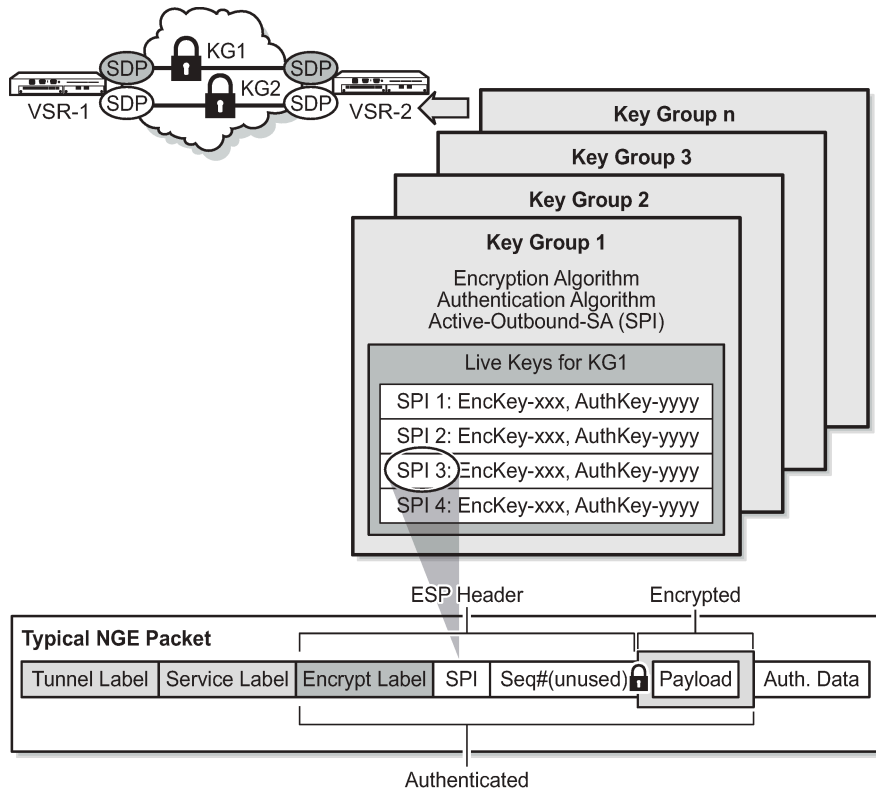 KG1
SDP
SDP
KG2
SDP
SDP
VSR-1
VSR-2
Key Group n
Key Group 3
Key Group 2
Key Group 1
Encryption Algorithm
Authentication Algorithm
Active-Outbound-SA (SPI)
Live Keys for KG1
SPI 1: EncKey-xxx, AuthKey-yyyy
SPI 2: EncKey-xxx, AuthKey-yyyy
SPI 3: EncKey-xxx, AuthKey-yyyy
SPI 4: EncKey-xxx, AuthKey-yyyy
ESP Header
Encrypted
Typical NGE Packet
Tunnel Label
Service Label
Encrypt Label
SPI
Seq#(unused)
Payload
Auth. Data
Authenticated